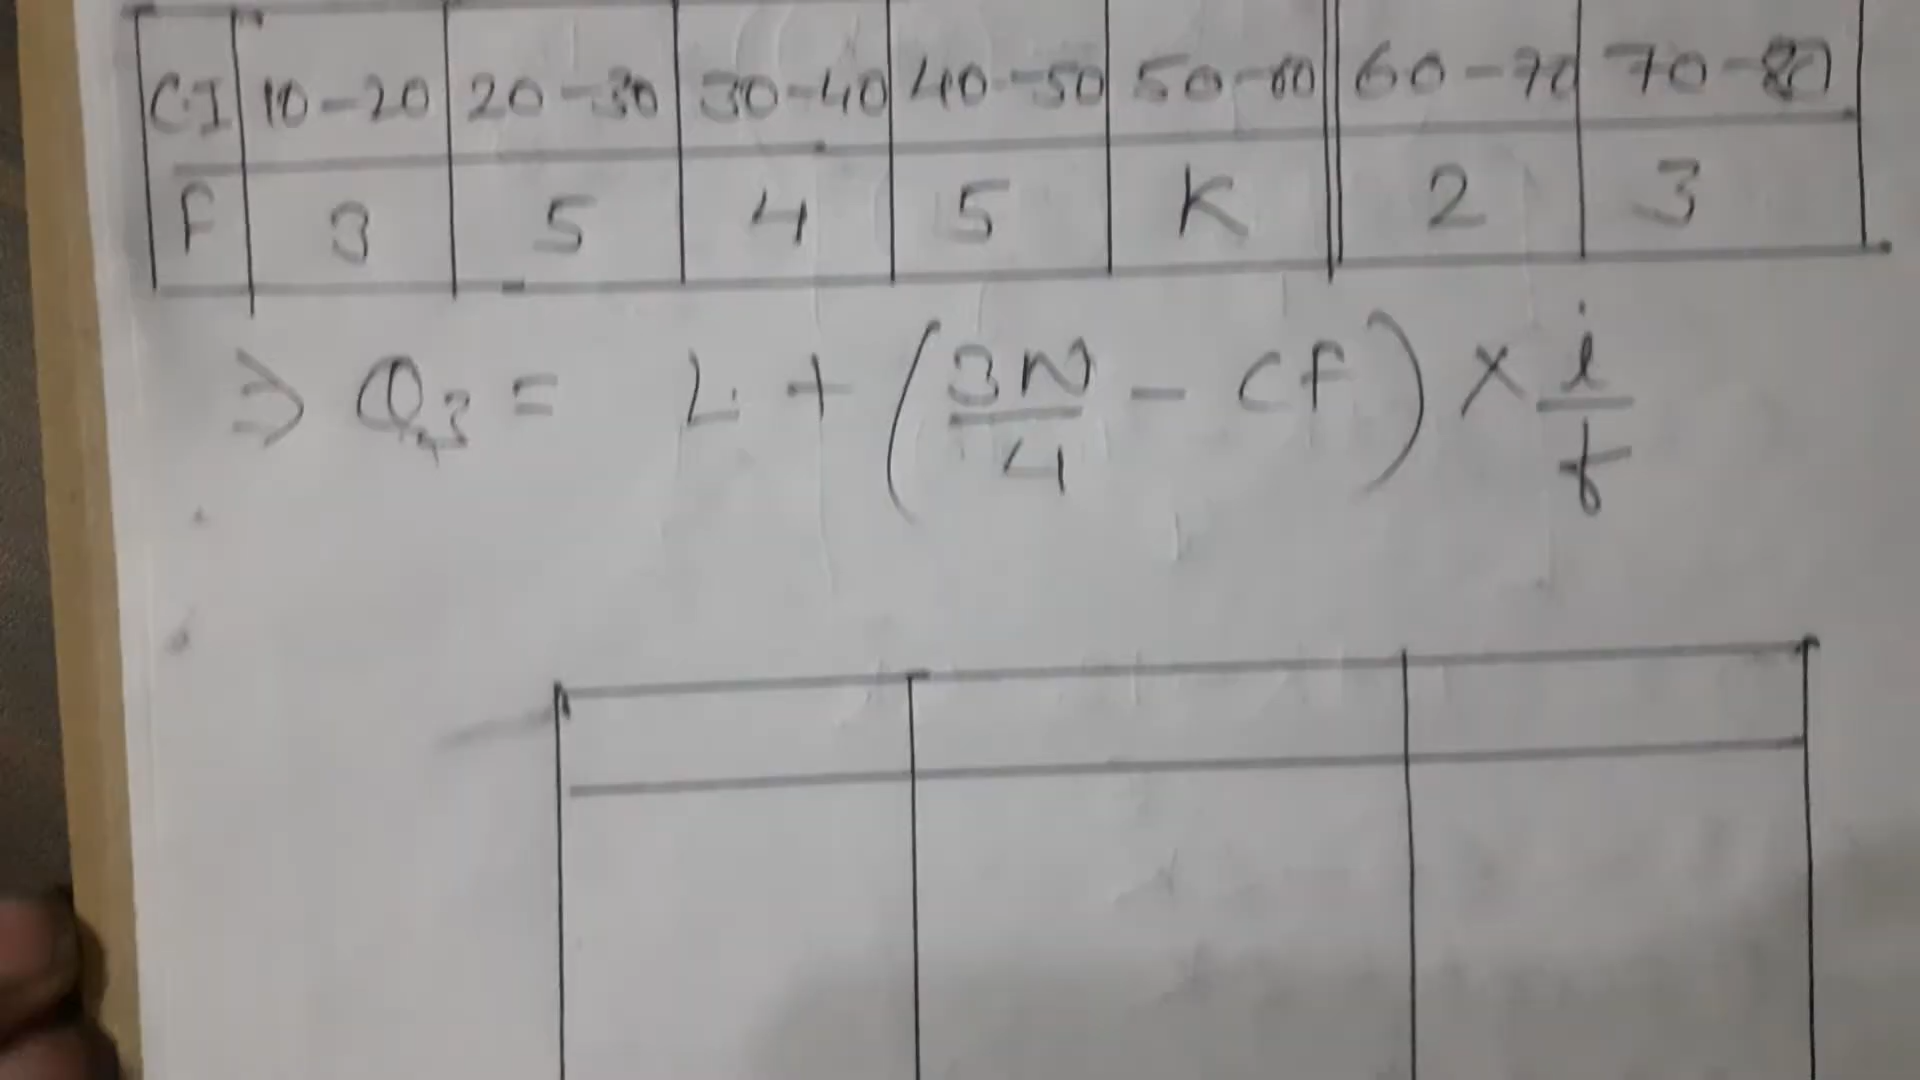 C.I 10-20 20-30 30-40 40-50 50-60 60-70 70-80
F 3 5 4 5 K 2 3
⇒ Q₃ = L + (3N/4 - CF) × i/f